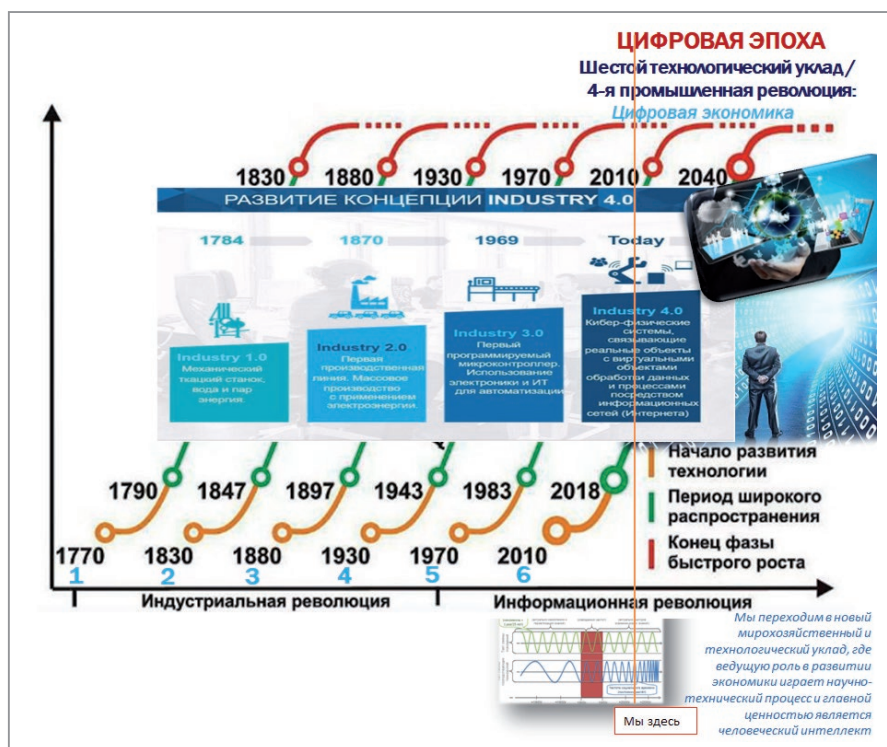 ЦИФРОВАЯ ЭПОХА
Шестой технологический уклад/
4-я промышленная революция:
Цифровая экономика
1830 1880 1930 1970 2010 2040
РАЗВИТИЕ КОНЦЕПЦИИ INDUSTRY 4.0
1784 1870 1969 Today
Industry 1.0
Механический
ткацкий станок,
вода и пар
энергия.
Industry 2.0
Первая
производственная
линия. Массовое
производство
с применением
электроэнергии.
Industry 3.0
Первый
программируемый
микроконтроллер.
Использование
электроники и ИТ
для автоматизации
Industry 4.0
Кибер-физические
системы,
связывающие
реальные объекты
с виртуальными
объектами
обработки данных
и процессами
посредством
информационных
сетей (Интернета)
Начало развития
технологии
Период широкого
распространения
Конец фазы
быстрого роста
1790 1847 1897 1943 1983 2018
1770 1830 1880 1930 1970 2010
1 2 3 4 5 6
Индустриальная революция Информационная революция
Мы переходим в новый
мирохозяйственный и
технологический уклад, где
ведущую роль в развитии
экономики играет научно-
технический процесс и главной
ценностью является
человеческий интеллект
Мы здесь